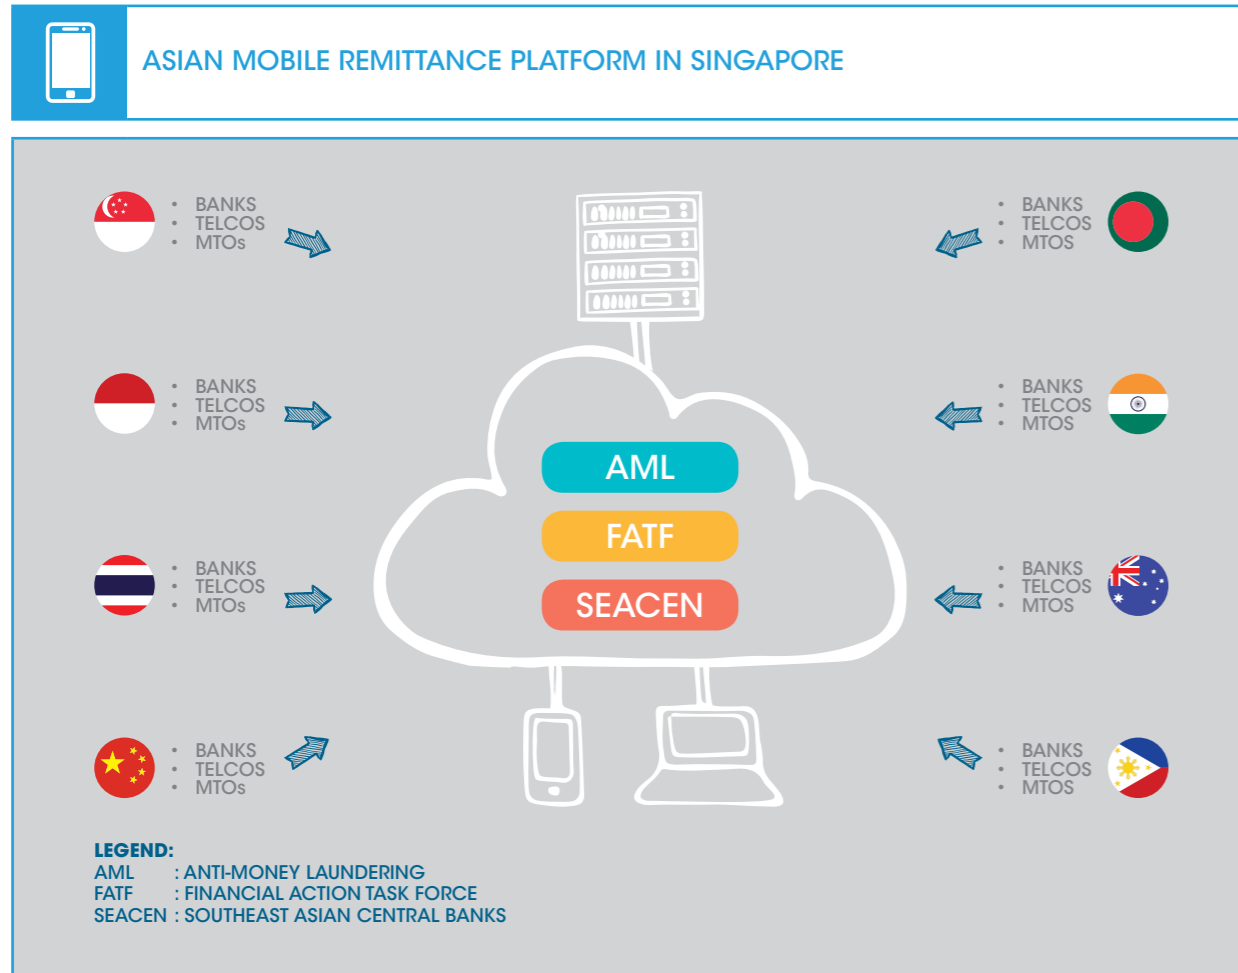 ASIAN MOBILE REMITTANCE PLATFORM IN SINGAPORE
• BANKS
• TELCOS
• MTOs
• BANKS
• TELCOS
• MTOS
• BANKS
• TELCOS
• MTOs
• BANKS
• TELCOS
• MTOS
AML
FATF
SEACEN
• BANKS
• TELCOS
• MTOs
• BANKS
• TELCOS
• MTOS
• BANKS
• TELCOS
• MTOs
• BANKS
• TELCOS
• MTOS
LEGEND:
AML : ANTI-MONEY LAUNDERING
FATF : FINANCIAL ACTION TASK FORCE
SEACEN : SOUTHEAST ASIAN CENTRAL BANKS